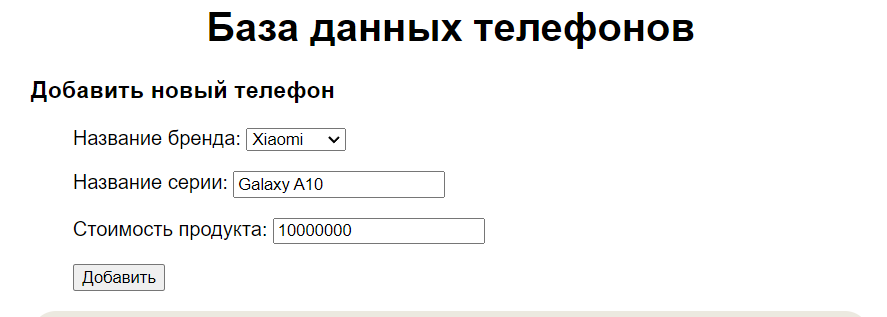 База данных телефонов
Добавить новый телефон
Название бренда: Xiaomi
Название серии: Galaxy A10
Стоимость продукта: 10000000
Добавить